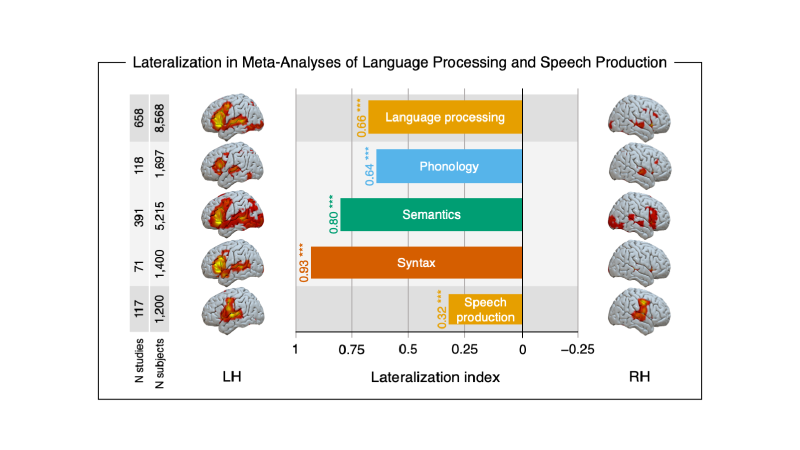 Lateralization in Meta-Analyses of Language Processing and Speech Production
658
8,568
0.66 ***
Language processing
118
1,697
0.64 ***
Phonology
391
5,215
0.80 ***
Semantics
71
1,400
0.93 ***
Syntax
117
1,200
0.32 ***
Speech
production
1
0.75
0.5
0.25
0
−0.25
N studies
N subjects
LH
Lateralization index
RH